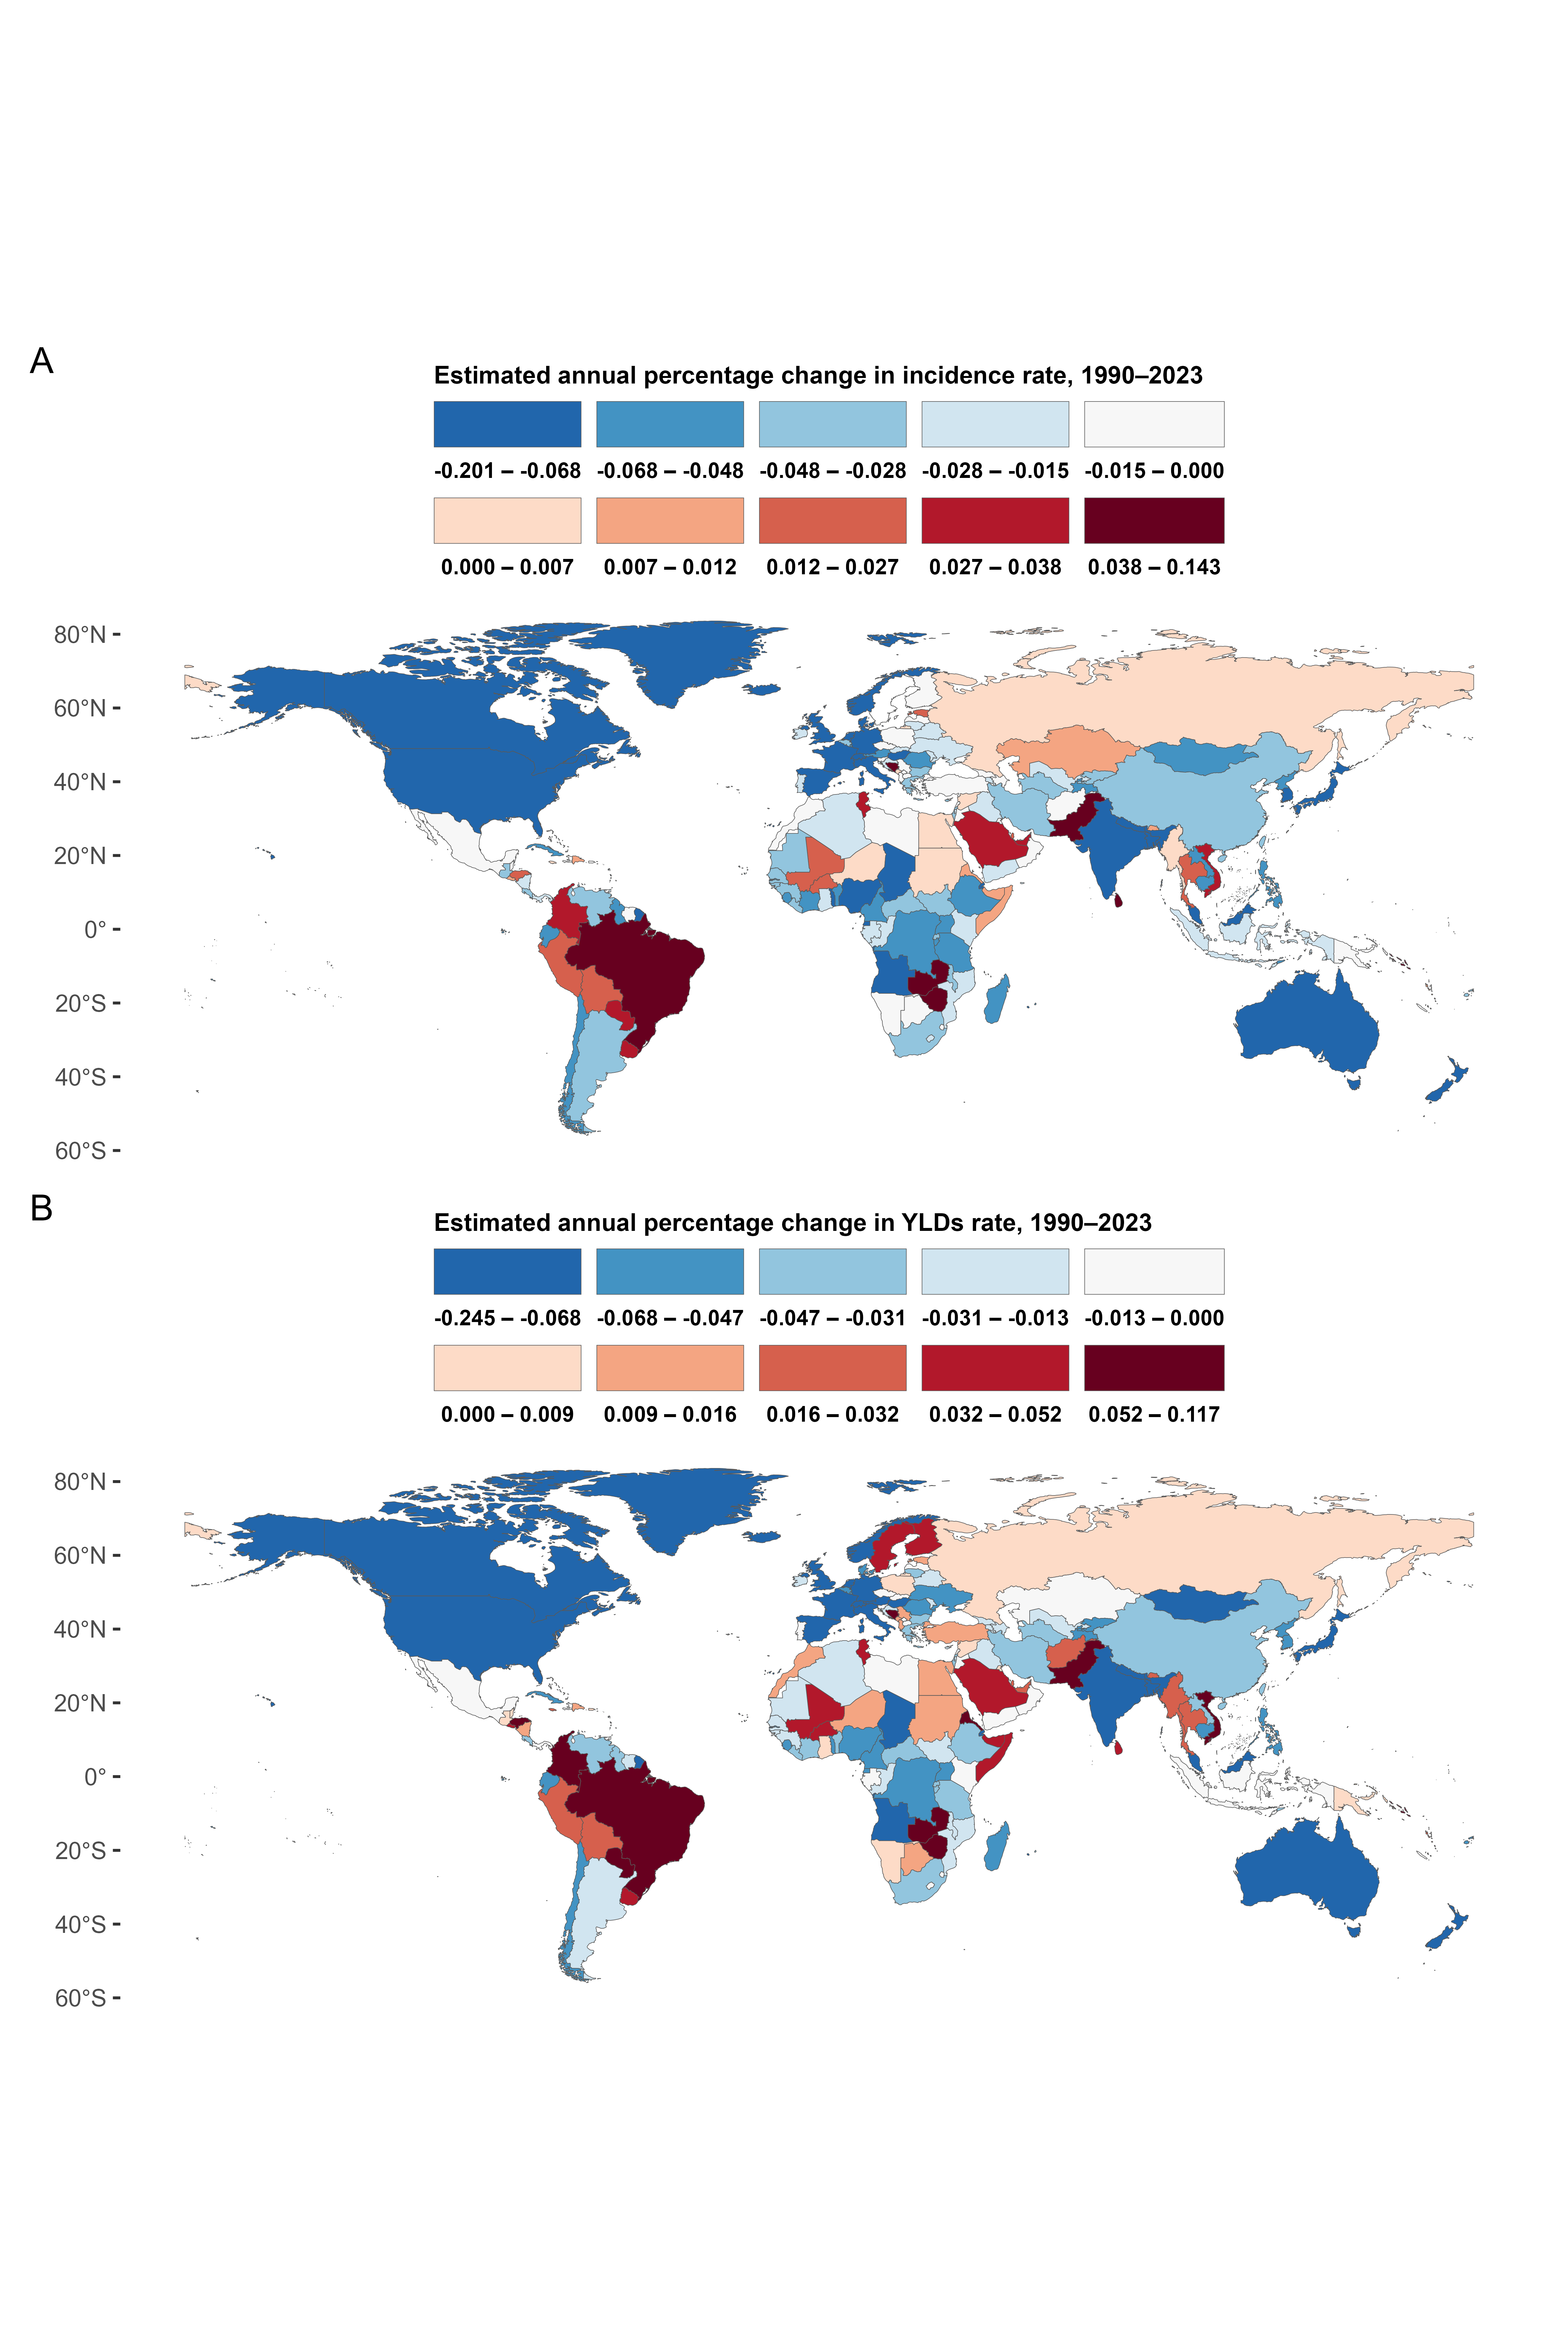 A
Estimated annual percentage change in incidence rate, 1990–2023
-0.201 – -0.068 -0.068 – -0.048 -0.048 – -0.028 -0.028 – -0.015 -0.015 – 0.000
0.000 – 0.007 0.007 – 0.012 0.012 – 0.027 0.027 – 0.038 0.038 – 0.143
80°N
60°N
40°N
20°N
0°
20°S
40°S
60°S
B
Estimated annual percentage change in YLDs rate, 1990–2023
-0.245 – -0.068 -0.068 – -0.047 -0.047 – -0.031 -0.031 – -0.013 -0.013 – 0.000
0.000 – 0.009 0.009 – 0.016 0.016 – 0.032 0.032 – 0.052 0.052 – 0.117
80°N
60°N
40°N
20°N
0°
20°S
40°S
60°S